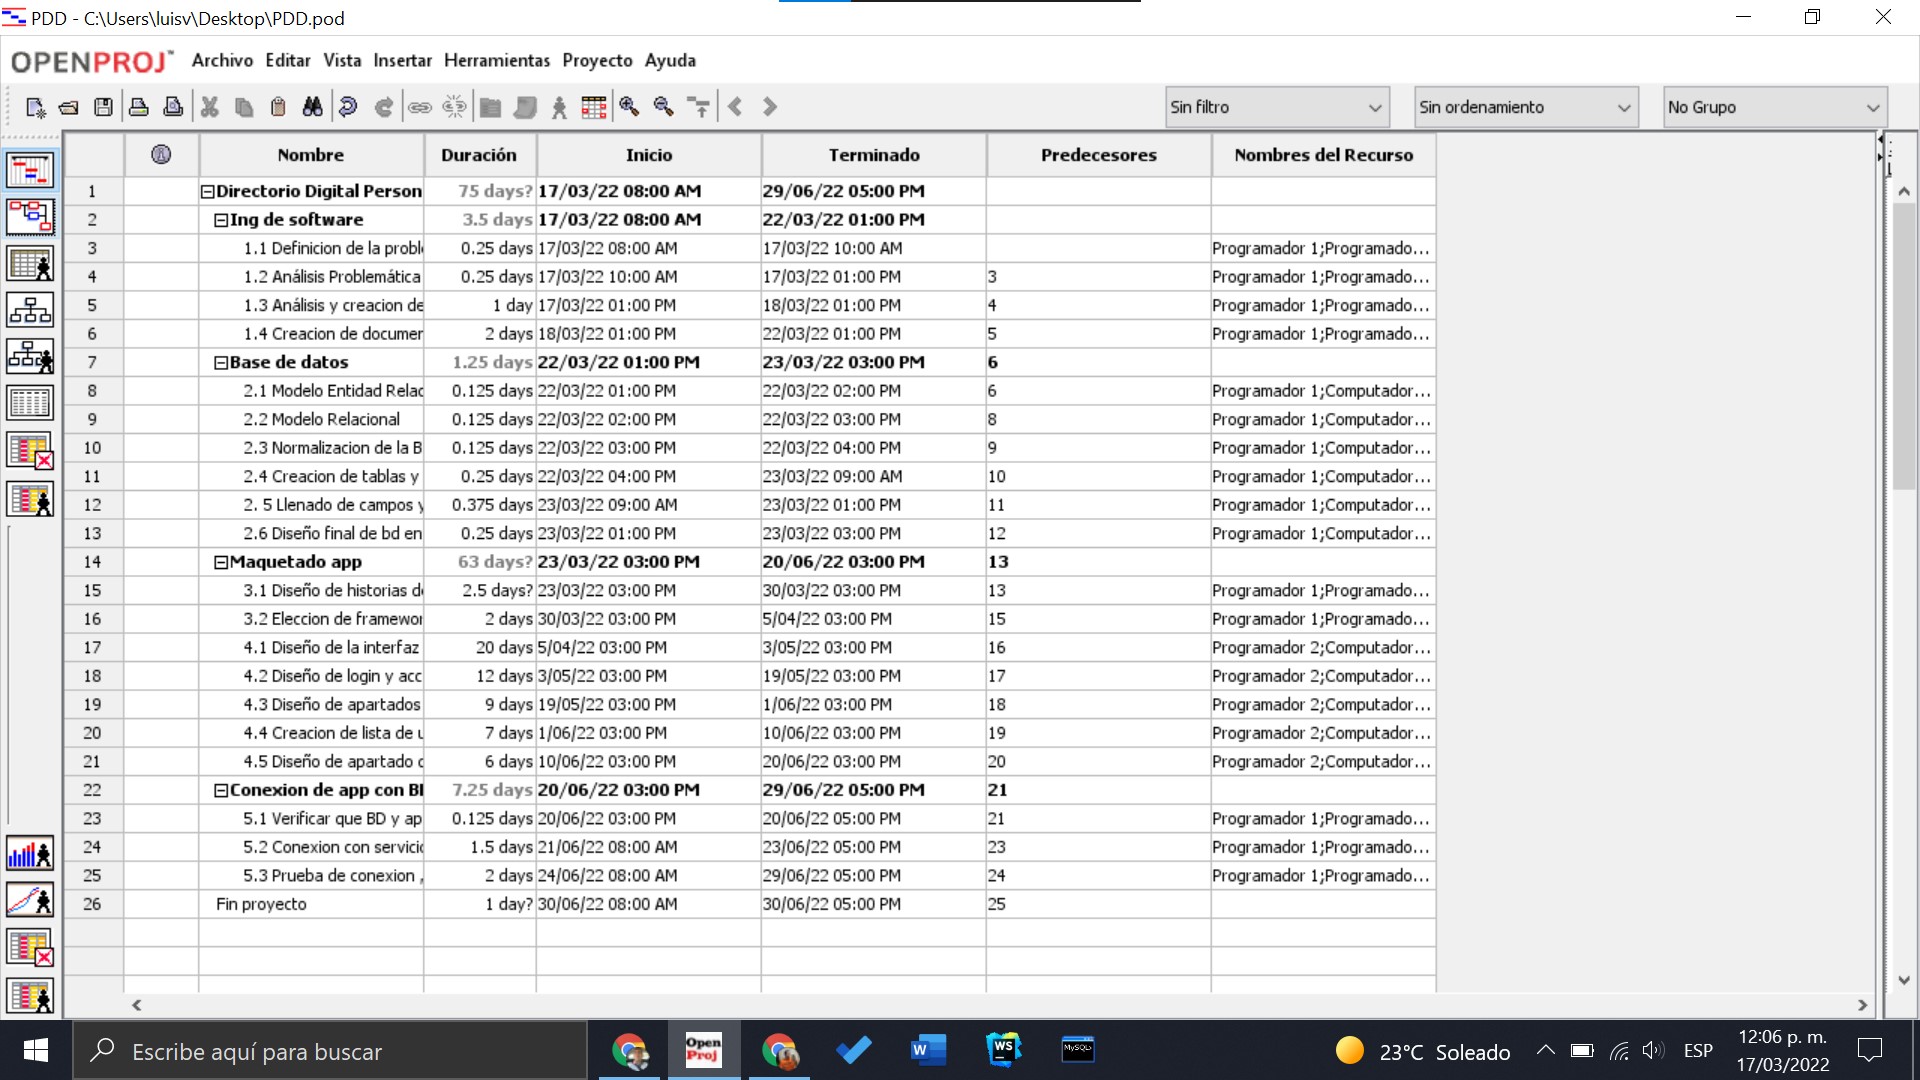 PDD - C:\Users\luisv\Desktop\PDD.pod
OPENPROJ™ Archivo Editar Vista Insertar Herramientas Proyecto Ayuda
Sin filtro Sin ordenamiento No Grupo
Nombre Duración Inicio Terminado Predecesores Nombres del Recurso
1 Directorio Digital Person 75 days? 17/03/22 08:00 AM 29/06/22 05:00 PM
2 Ing de software 3.5 days 17/03/22 08:00 AM 22/03/22 01:00 PM
3 1.1 Definicion de la probl 0.25 days 17/03/22 08:00 AM 17/03/22 10:00 AM Programador 1;Programado...
4 1.2 Análisis Problemática 0.25 days 17/03/22 10:00 AM 17/03/22 01:00 PM 3 Programador 1;Programado...
5 1.3 Análisis y creacion de 1 day 17/03/22 01:00 PM 18/03/22 01:00 PM 4 Programador 1;Programado...
6 1.4 Creacion de documer 2 days 18/03/22 01:00 PM 22/03/22 01:00 PM 5 Programador 1;Programado...
7 Base de datos 1.25 days 22/03/22 01:00 PM 23/03/22 03:00 PM 6
8 2.1 Modelo Entidad Relac 0.125 days 22/03/22 01:00 PM 22/03/22 02:00 PM 6 Programador 1;Computador...
9 2.2 Modelo Relacional 0.125 days 22/03/22 02:00 PM 22/03/22 03:00 PM 8 Programador 1;Computador...
10 2.3 Normalizacion de la B 0.125 days 22/03/22 03:00 PM 22/03/22 04:00 PM 9 Programador 1;Computador...
11 2.4 Creacion de tablas y 0.25 days 22/03/22 04:00 PM 23/03/22 09:00 AM 10 Programador 1;Computador...
12 2. 5 Llenado de campos y 0.375 days 23/03/22 09:00 AM 23/03/22 01:00 PM 11 Programador 1;Computador...
13 2.6 Diseño final de bd en 0.25 days 23/03/22 01:00 PM 23/03/22 03:00 PM 12 Programador 1;Computador...
14 Maquetado app 63 days? 23/03/22 03:00 PM 20/06/22 03:00 PM 13
15 3.1 Diseño de historias d 2.5 days? 23/03/22 03:00 PM 30/03/22 03:00 PM 13 Programador 1;Programado...
16 3.2 Eleccion de framewor 2 days 30/03/22 03:00 PM 5/04/22 03:00 PM 15 Programador 1;Programado...
17 4.1 Diseño de la interfaz 20 days 5/04/22 03:00 PM 3/05/22 03:00 PM 16 Programador 2;Computador...
18 4.2 Diseño de login y acc 12 days 3/05/22 03:00 PM 19/05/22 03:00 PM 17 Programador 2;Computador...
19 4.3 Diseño de apartados 9 days 19/05/22 03:00 PM 1/06/22 03:00 PM 18 Programador 2;Computador...
20 4.4 Creacion de lista de u 7 days 1/06/22 03:00 PM 10/06/22 03:00 PM 19 Programador 2;Computador...
21 4.5 Diseño de apartado d 6 days 10/06/22 03:00 PM 20/06/22 03:00 PM 20 Programador 2;Computador...
22 Conexion de app con B 7.25 days 20/06/22 03:00 PM 29/06/22 05:00 PM 21
23 5.1 Verificar que BD y ap 0.125 days 20/06/22 03:00 PM 20/06/22 05:00 PM 21 Programador 1;Programado...
24 5.2 Conexion con servicio 1.5 days 21/06/22 08:00 AM 23/06/22 05:00 PM 23 Programador 1;Programado...
25 5.3 Prueba de conexion , 2 days 24/06/22 08:00 AM 29/06/22 05:00 PM 24 Programador 1;Programado...
26 Fin proyecto 1 day? 30/06/22 08:00 AM 30/06/22 05:00 PM 25
Escribe aquí para buscar
Open Proj
W
WS
MySQL
23°C Soleado
ESP
12:06 p. m.
17/03/2022